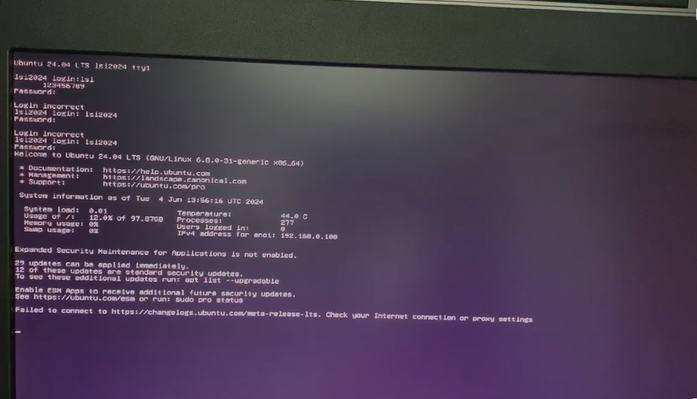 Ubuntu 24.04 LTS lsi2024 tty1
lsi2024 login:lsi
123456789
Password:
Login incorrect
lsi2024 login: lsi2024
Password:
Login incorrect
lsi2024 login: lsi2024
Password:
Welcome to Ubuntu 24.04 LTS (GNU/Linux 6.8.0-31-generic x86_64)
* Documentation: https://help.ubuntu.com
* Management: https://landscape.canonical.com
* Support: https://ubuntu.com/pro
System information as of Tue 4 Jun 13:56:16 UTC 2024
System load: 0.01 Temperature: 44.0 C
Usage of /: 12.0% of 97.87GB Processes: 277
Memory usage: 0% Users logged in: 0
Swap usage: 0% IPv4 address for eno1: 192.168.0.100
Expanded Security Maintenance for Applications is not enabled.
29 updates can be applied immediately.
12 of these updates are standard security updates.
To see these additional updates run: apt list --upgradable
Enable ESM Apps to receive additional future security updates.
See https://ubuntu.com/esm or run: sudo pro status
Failed to connect to https://changelogs.ubuntu.com/meta-release-lts. Check your Internet connection or proxy settings